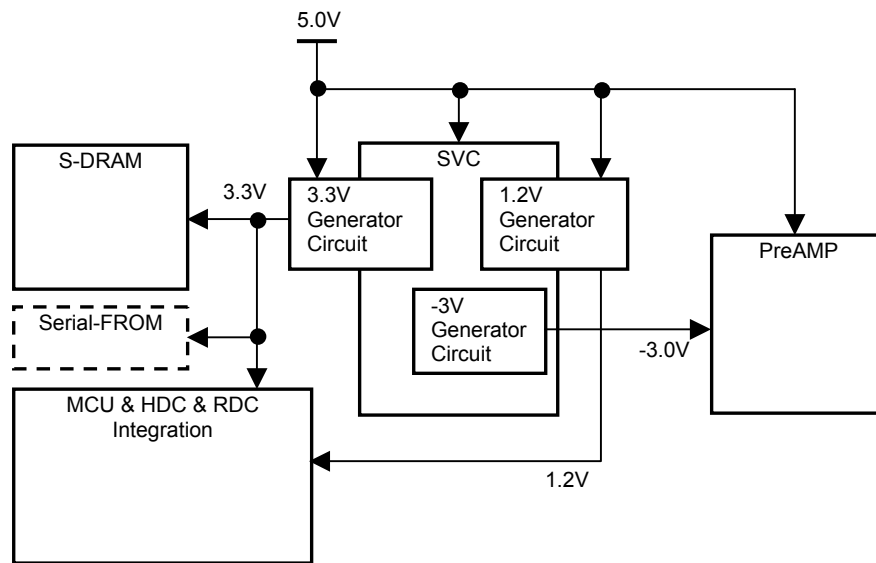 5.0V
S-DRAM
SVC
3.3V
3.3V
Generator
Circuit
1.2V
Generator
Circuit
PreAMP
Serial-FROM
-3V
Generator
Circuit
-3.0V
MCU & HDC & RDC
Integration
1.2V